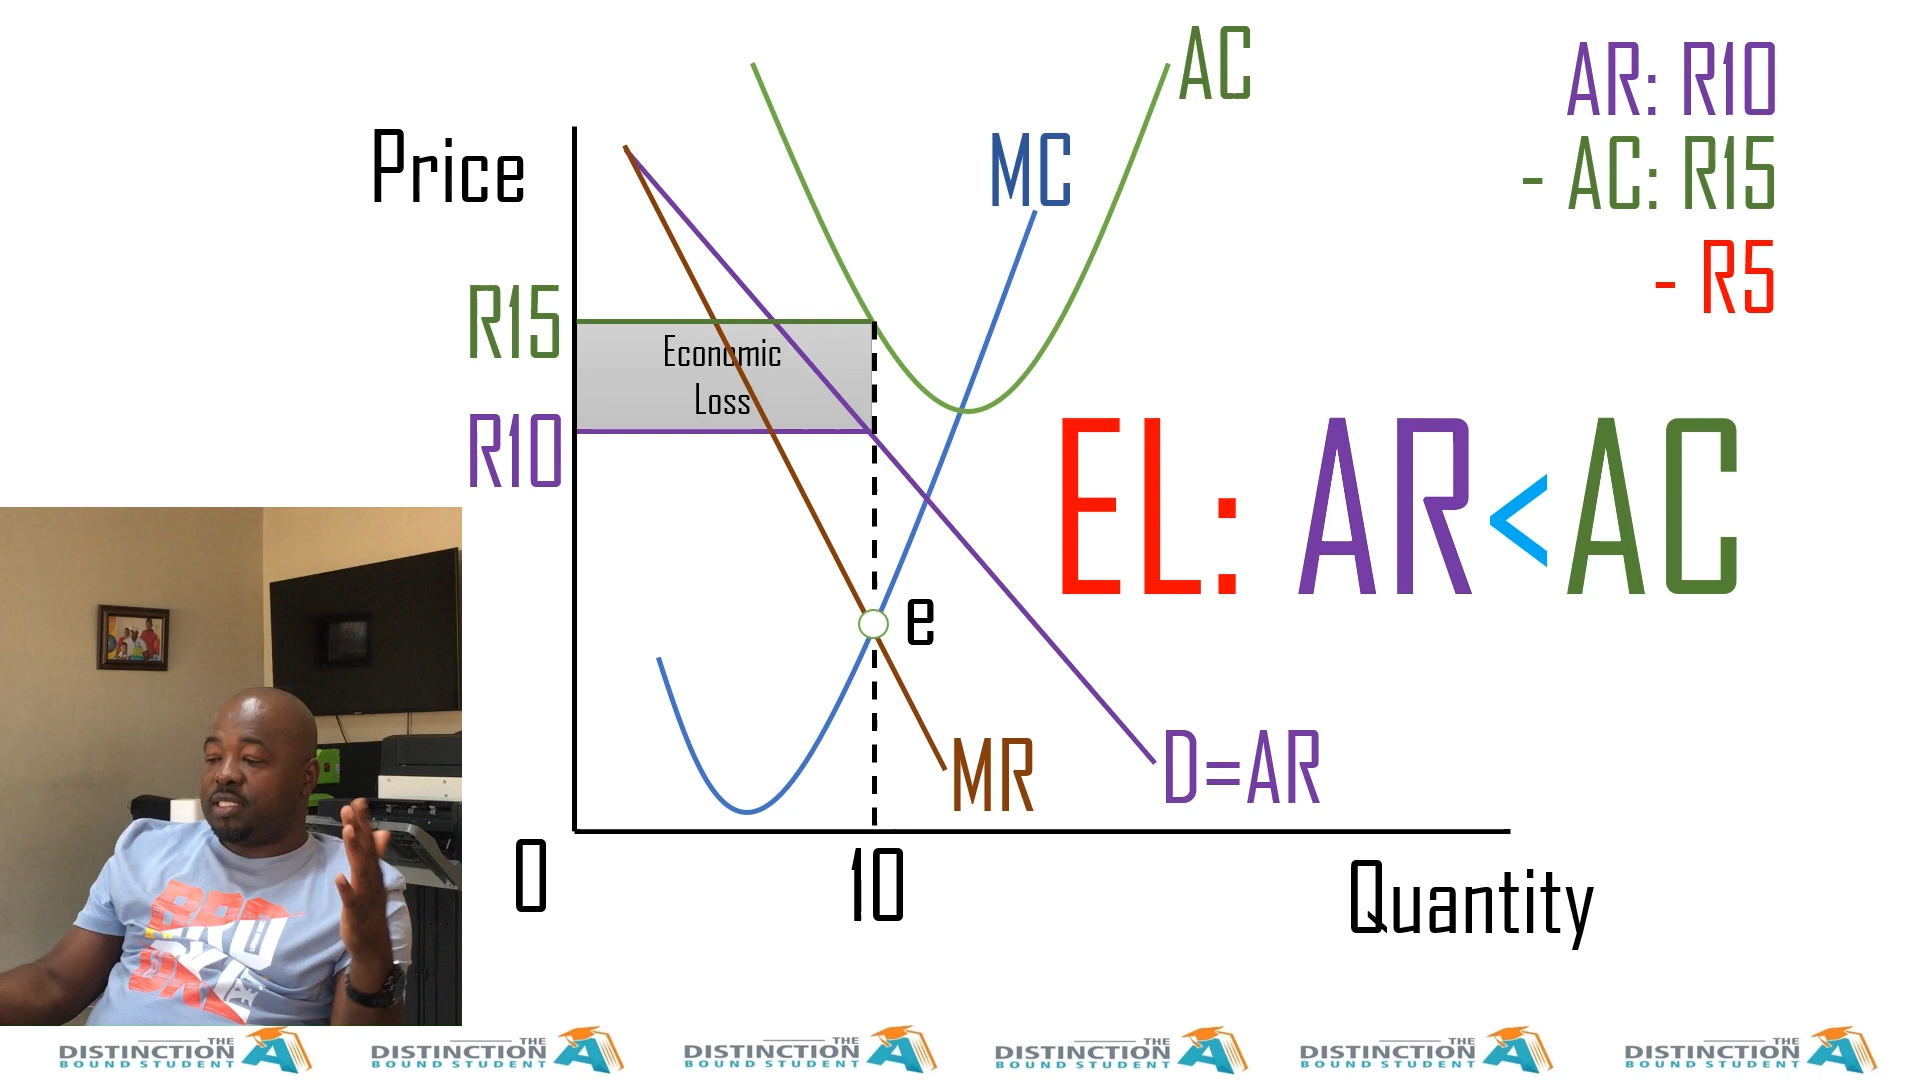 AC
AR: R10
Price
MC
- AC: R15
- R5
R15
Economic
Loss
R10
EL: AR<AC
e
MR
D=AR
0
10
Quantity
THE
DISTINCTION
BOUND STUDENT
THE
DISTINCTION
BOUND STUDENT
THE
DISTINCTION
BOUND STUDENT
THE
DISTINCTION
BOUND STUDENT
THE
DISTINCTION
BOUND STUDENT
THE
DISTINCTION
BOUND STUDENT